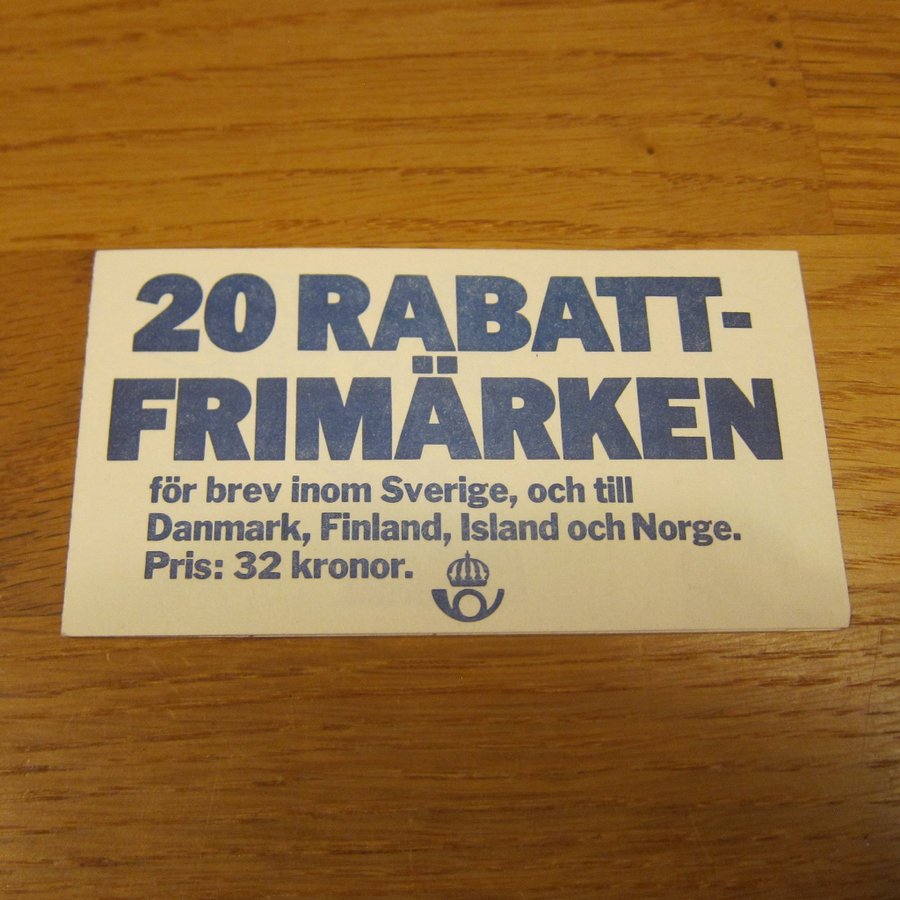 20 RABATT-
FRIMÄRKEN
för brev inom Sverige, och till
Danmark, Finland, Island och Norge.
Pris: 32 kronor.